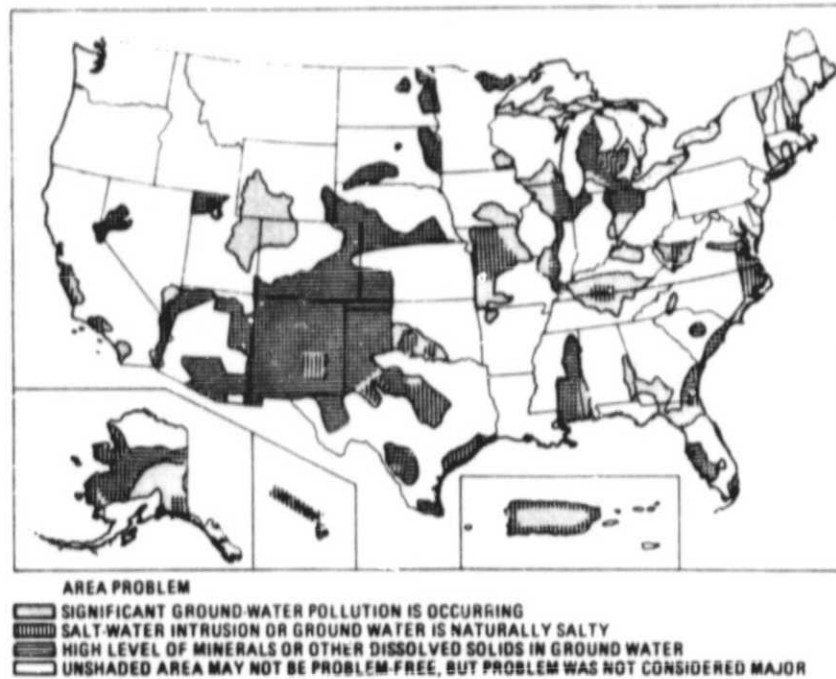 AREA PROBLEM
SIGNIFICANT GROUND-WATER POLLUTION IS OCCURRING
SALT-WATER INTRUSION OR GROUND WATER IS NATURALLY SALTY
HIGH LEVEL OF MINERALS OR OTHER DISSOLVED SOLIDS IN GROUND WATER
UNSHADED AREA MAY NOT BE PROBLEM-FREE, BUT PROBLEM WAS NOT CONSIDERED MAJOR